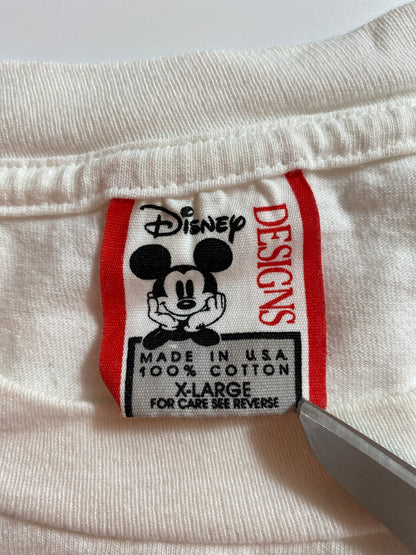 Disney
DESIGNS
MADE IN U.S.A.
100% COTTON
X-LARGE
FOR CARE SEE REVERSE